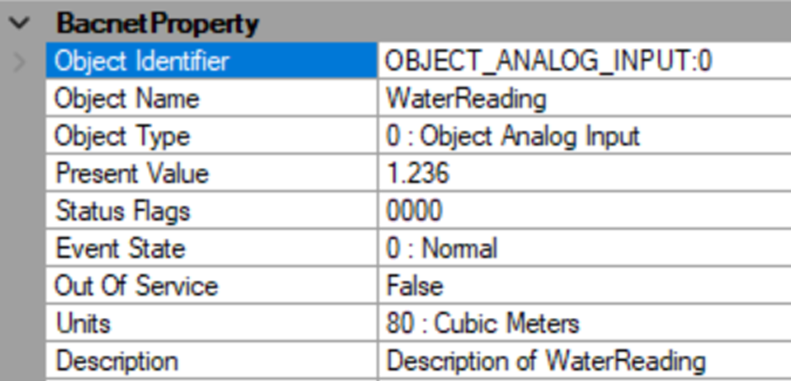 BacnetProperty
Object Identifier OBJECT_ANALOG_INPUT:0
Object Name WaterReading
Object Type 0 : Object Analog Input
Present Value 1.236
Status Flags 0000
Event State 0 : Normal
Out Of Service False
Units 80 : Cubic Meters
Description Description of WaterReading